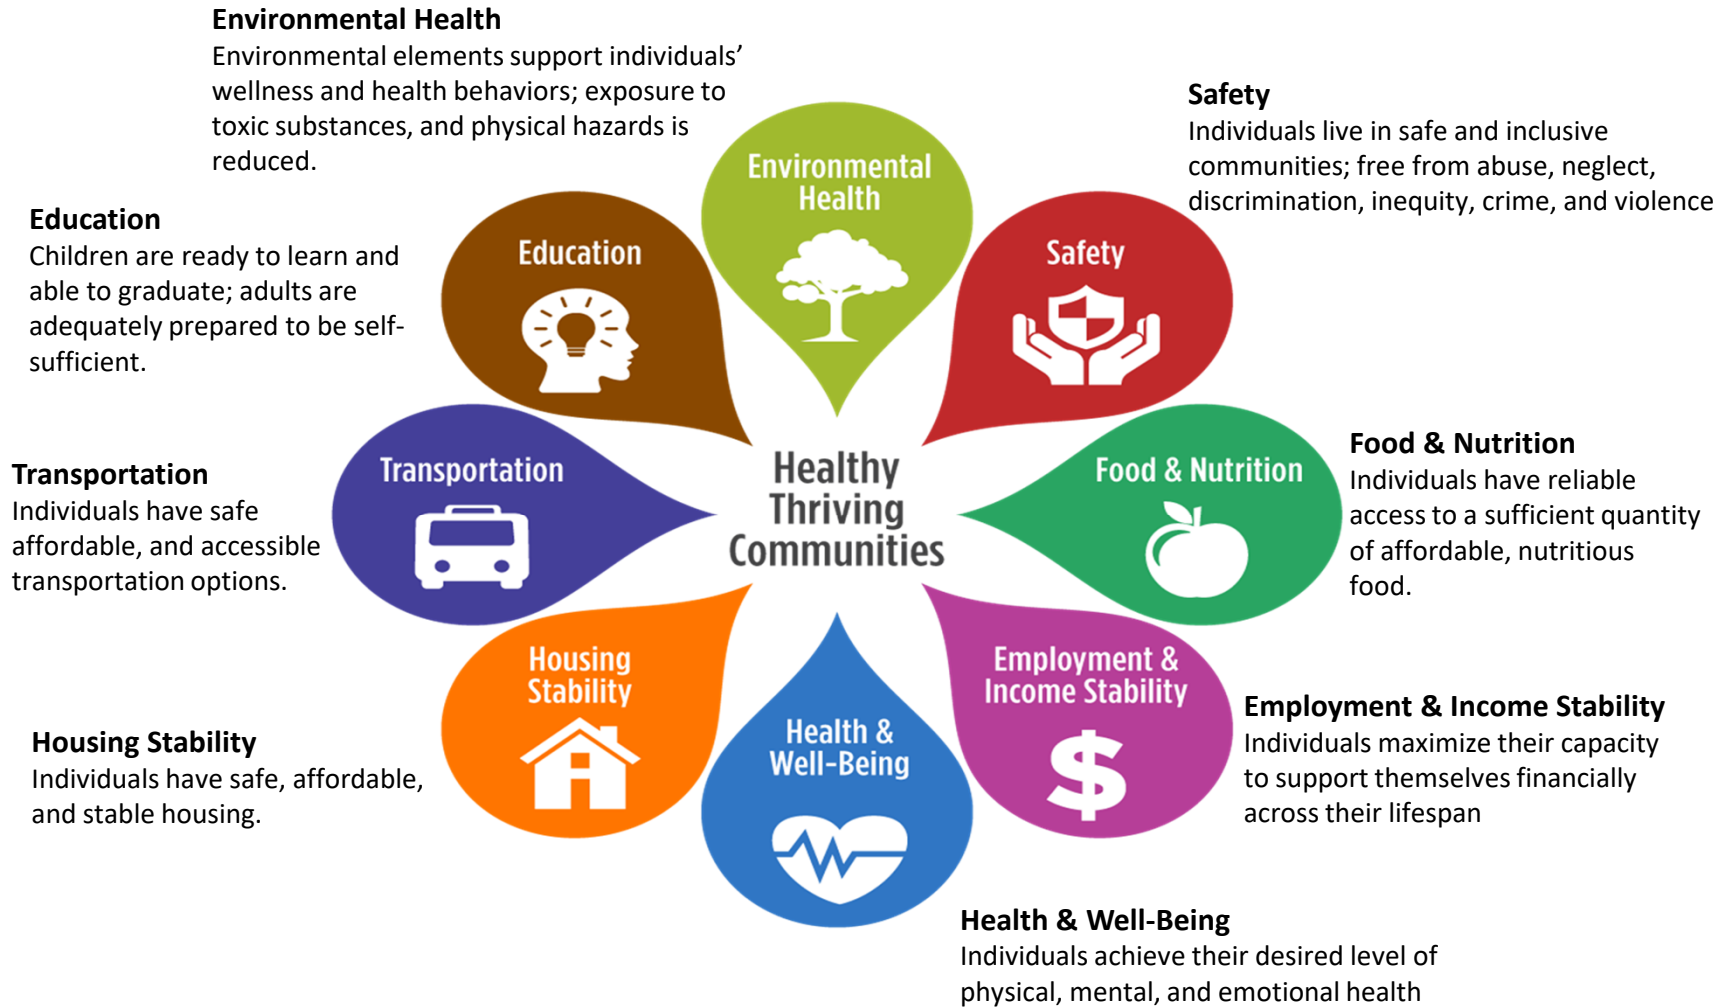 Environmental Health
Environmental elements support individuals’
wellness and health behaviors; exposure to
toxic substances, and physical hazards is
reduced.
Safety
Individuals live in safe and inclusive
communities; free from abuse, neglect,
discrimination, inequity, crime, and violence
Education
Children are ready to learn and
able to graduate; adults are
adequately prepared to be self-
sufficient.
Environmental
Health
Education
Safety
Transportation
Individuals have safe
affordable, and accessible
transportation options.
Transportation
Healthy
Thriving
Communities
Food & Nutrition
Food & Nutrition
Individuals have reliable
access to a sufficient quantity
of affordable, nutritious
food.
Housing
Stability
Health &
Well-Being
Employment &
Income Stability
$
Housing Stability
Individuals have safe, affordable,
and stable housing.
Employment & Income Stability
Individuals maximize their capacity
to support themselves financially
across their lifespan
Health & Well-Being
Individuals achieve their desired level of
physical, mental, and emotional health